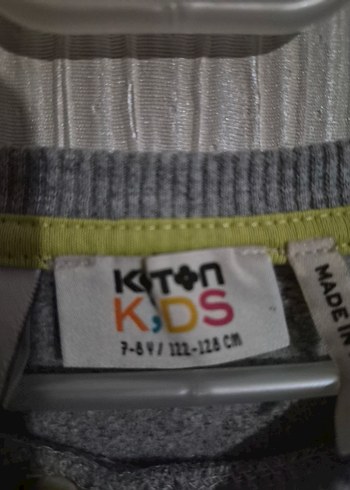 KOTON
KIDS
7-8 Y / 122-128 CM
MADE IN